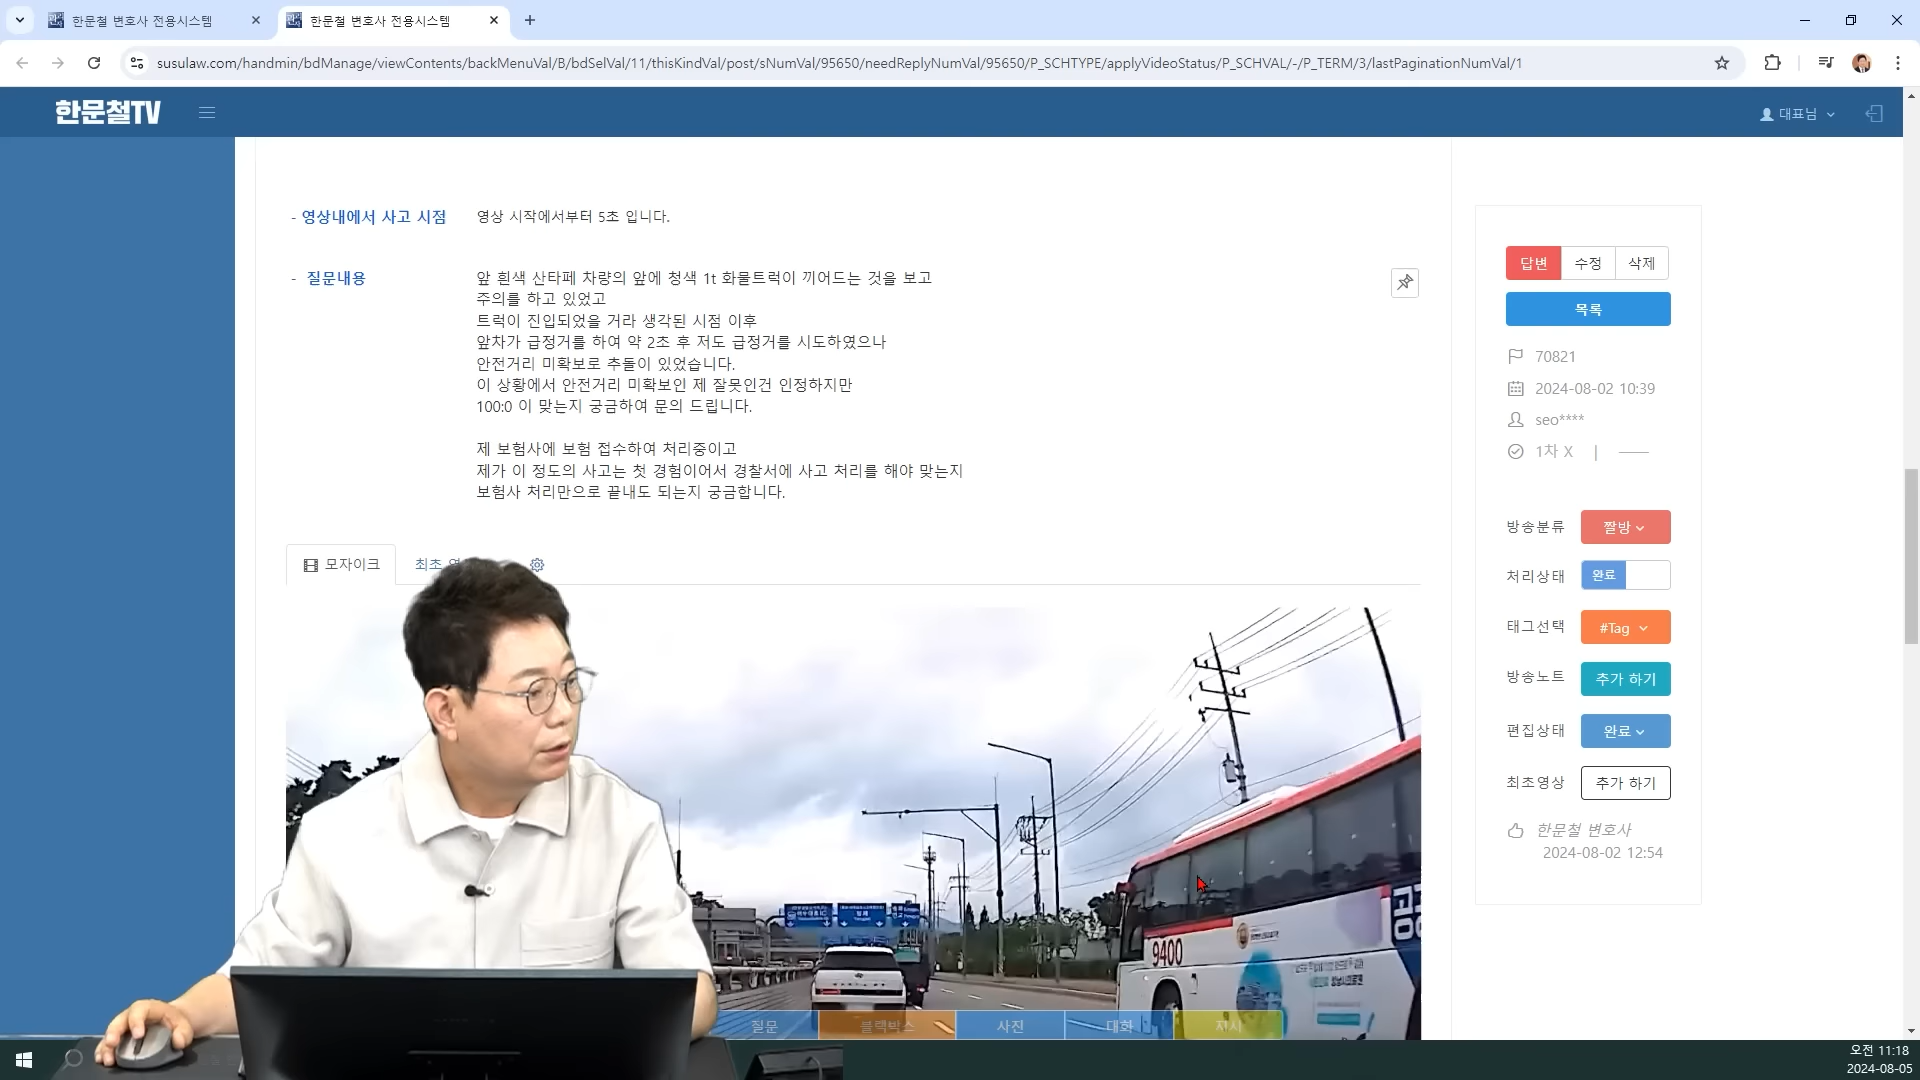 한문철 변호사 전용시스템
한문철 변호사 전용시스템
susulaw.com/handmin/bdManage/viewContents/backMenuVal/B/bdSelVal/11/thisKindVal/post/sNumVal/95650/needReplyNumVal/95650/P_SCHTYPE/applyVideoStatus/P_SCHVAL/-/P_TERM/3/lastPaginationNumVal/1
한문철TV
대표님
- 영상내에서 사고 시점
영상 시작에서부터 5초 입니다.
- 질문내용
앞 흰색 산타페 차량의 앞에 청색 1t 화물트럭이 끼어드는 것을 보고
주의를 하고 있었고
트럭이 진입되었을 거라 생각된 시점 이후
앞차가 급정거를 하여 약 2초 후 저도 급정거를 시도하였으나
안전거리 미확보로 추돌이 있었습니다.
이 상황에서 안전거리 미확보인 제 잘못인건 인정하지만
100:0 이 맞는지 궁금하여 문의 드립니다.
제 보험사에 보험 접수하여 처리중이고
제가 이 정도의 사고는 첫 경험이어서 경찰서에 사고 처리를 해야 맞는지
보험사 처리만으로 끝내도 되는지 궁금합니다.
모자이크
최초
9400
질문
블랙박스
사진
대화
지시
답변
수정
삭제
목록
70821
2024-08-02 10:39
seo****
1차 X |
방송분류
짤방
처리상태
완료
태그선택
#Tag
방송노트
추가 하기
편집상태
완료
최초영상
추가 하기
한문철 변호사
2024-08-02 12:54
오전 11:18
2024-08-05